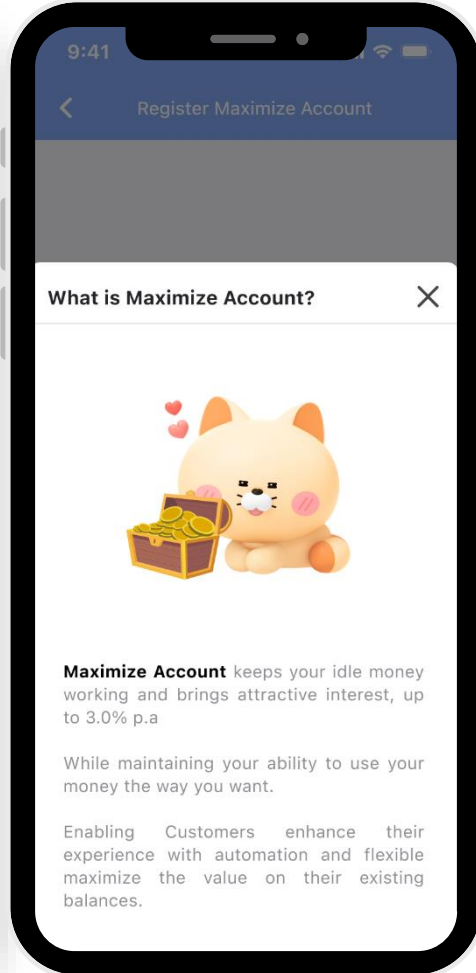 9:41
Register Maximize Account
What is Maximize Account?
Maximize Account keeps your idle money
working and brings attractive interest, up
to 3.0% p.a
While maintaining your ability to use your
money the way you want.
Enabling Customers enhance their
experience with automation and flexible
maximize the value on their existing
balances.